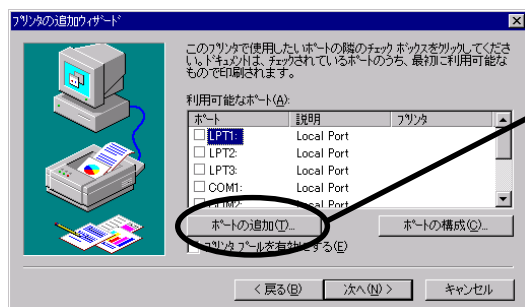 プリンタの追加ウィザード
このプリンタで使用したいポートの隣のチェック ボックスをクリックしてくださ
い。ドキュメントは、チェックされているポートのうち、最初に利用可能な
もので印刷されます。
利用可能なポート(A):
ポート 説明 プリンタ
LPT1: Local Port
LPT2: Local Port
LPT3: Local Port
COM1: Local Port
COM2: Local Port
ポートの追加(T)... ポートの構成(C)...
プリンタ プールを有効にする(E)
< 戻る(B) 次へ(N) > キャンセル